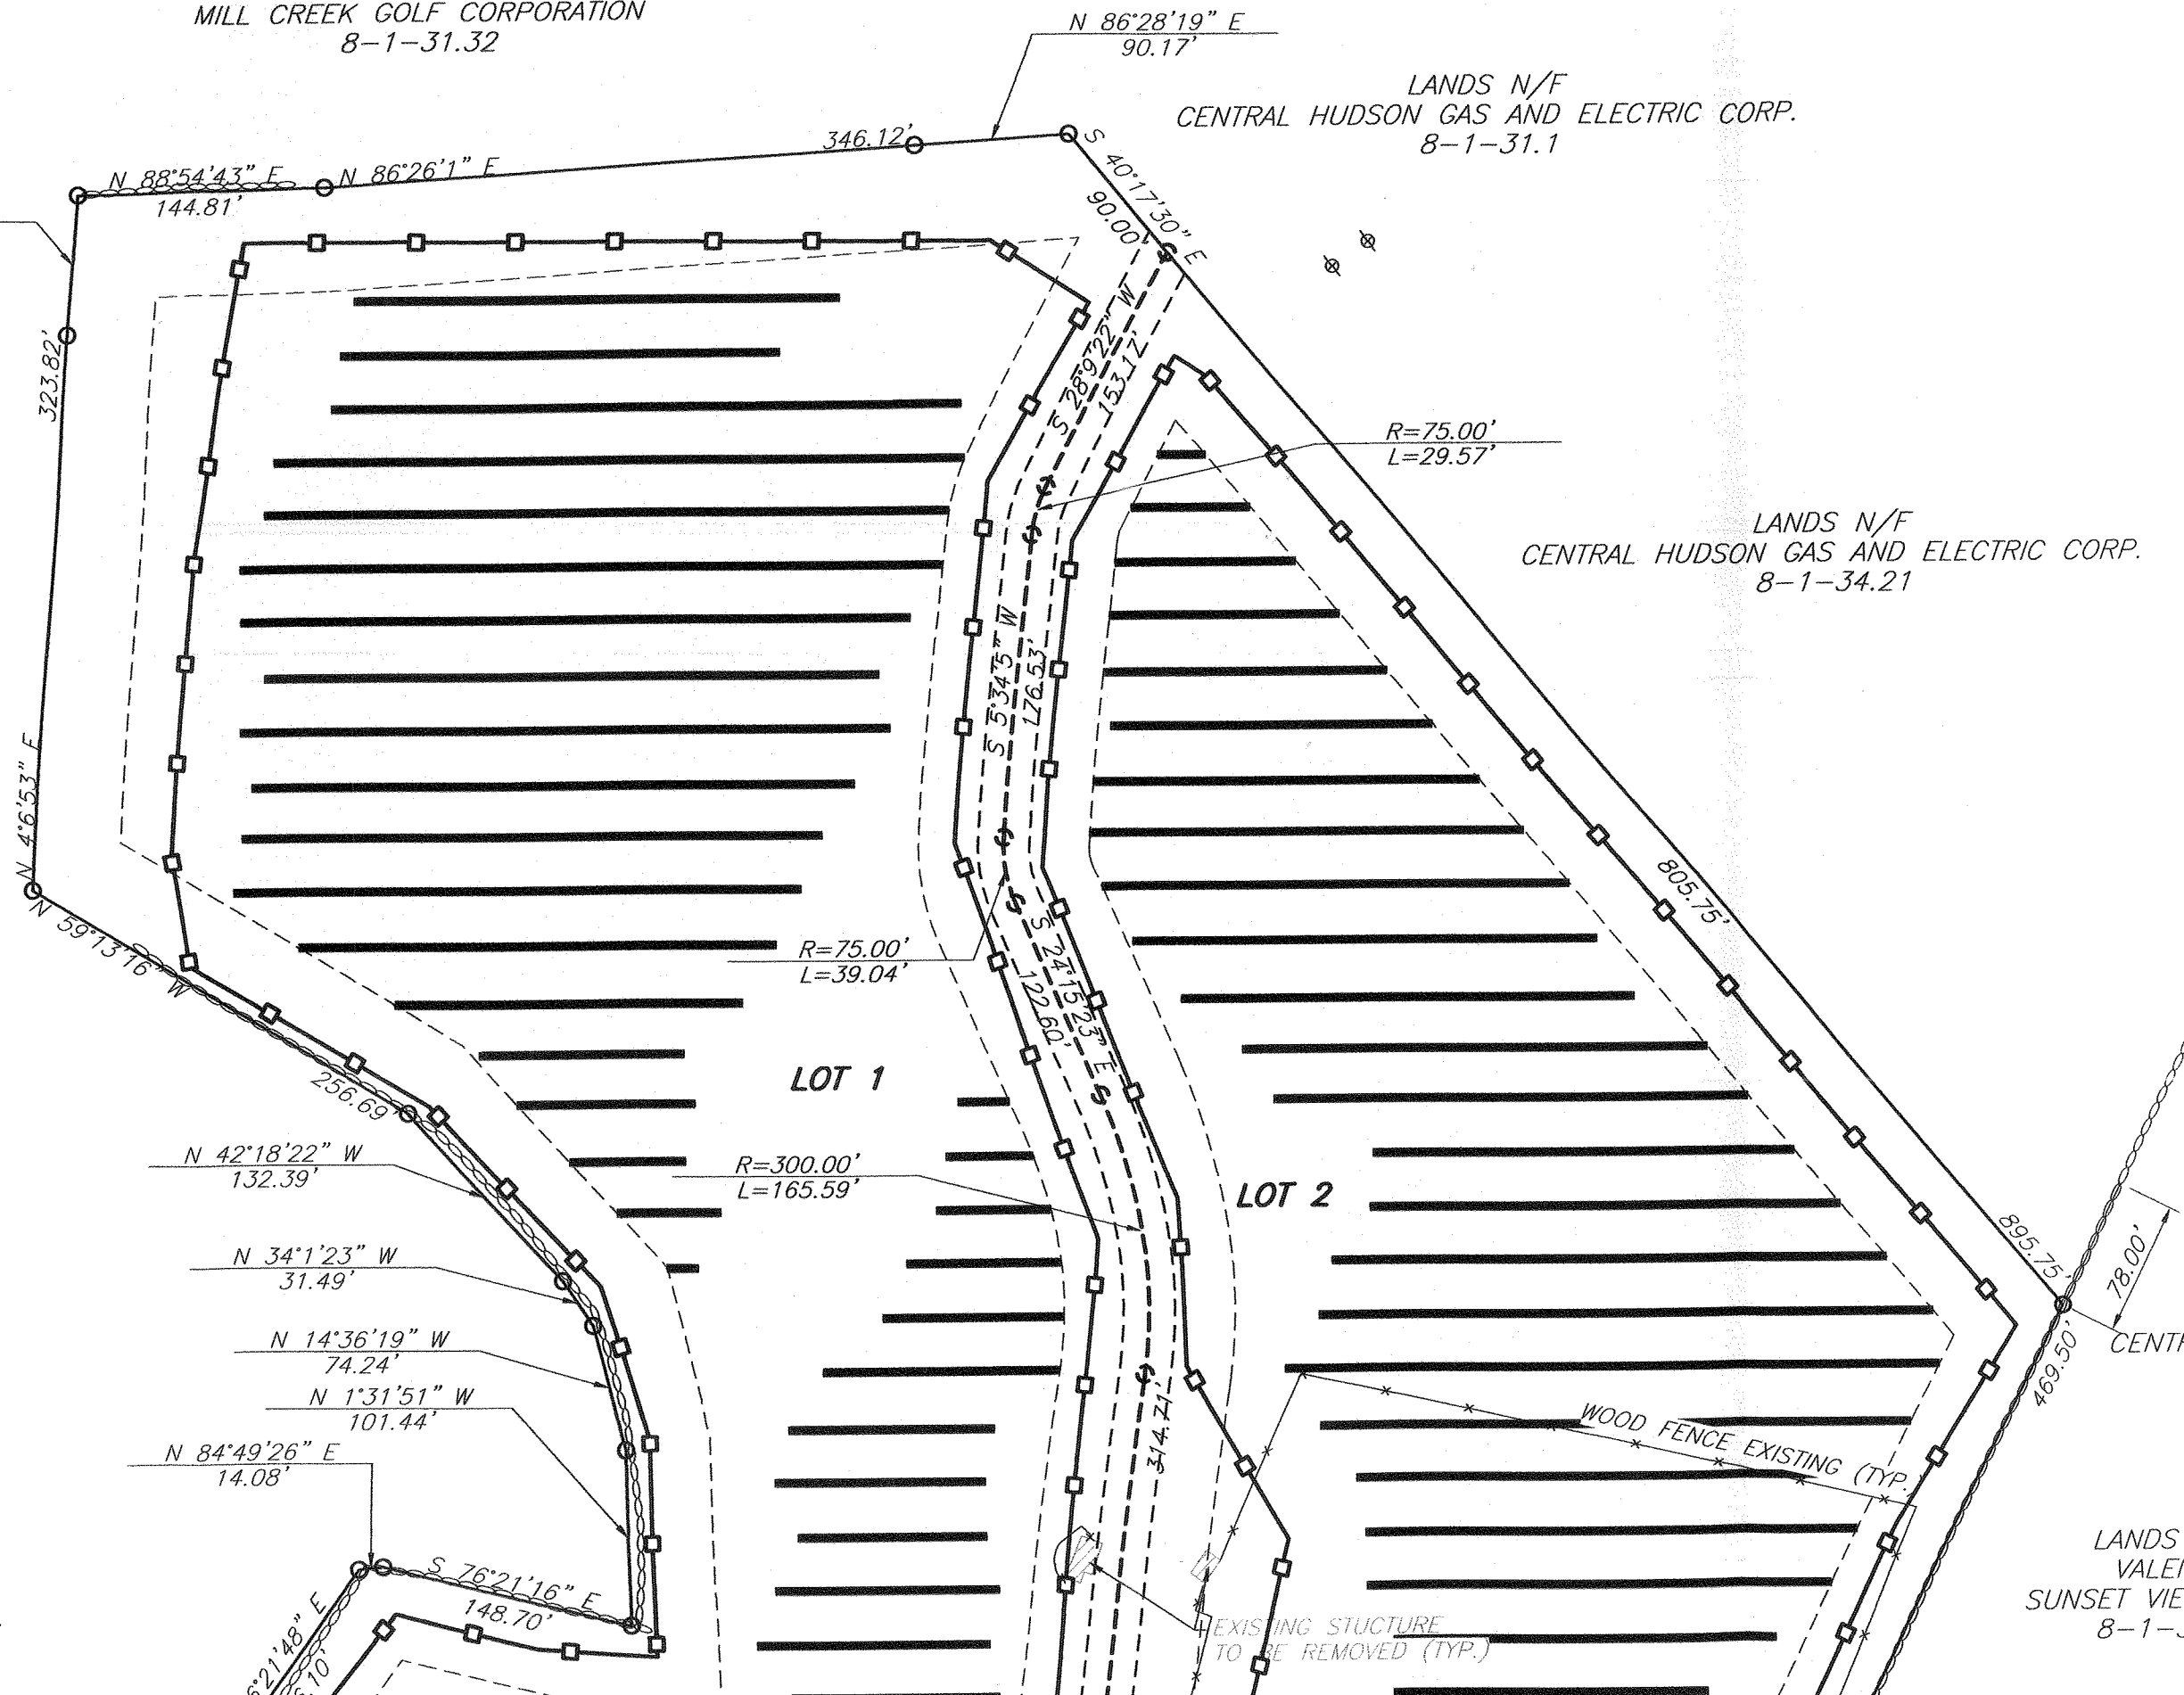 MILL CREEK GOLF CORPORATION
8-1-31.32
N 86°28'19" E
90.17'
LANDS N/F
CENTRAL HUDSON GAS AND ELECTRIC CORP.
8-1-31.1
346.12'
N 88°54'43" E
144.81'
N 86°26'1" E
S 40°17'30" E
90.00'
323.82'
S 28°9'22" W
153.17'
R=75.00'
L=29.57'
LANDS N/F
CENTRAL HUDSON GAS AND ELECTRIC CORP.
8-1-34.21
S 5°34'5" W
176.53'
N 4°6'53" E
N 59°13'16" W
256.69'
805.75'
R=75.00'
L=39.04'
S 24°15'23" E
122.60'
LOT 1
N 42°18'22" W
132.39'
R=300.00'
L=165.59'
LOT 2
895.75'
78.00'
N 34°1'23" W
31.49'
N 14°36'19" W
74.24'
469.50'
N 1°31'51" W
101.44'
314.71'
WOOD FENCE EXISTING (TYP.)
N 84°49'26" E
14.08'
S 76°21'16" E
148.70'
LANDS
SUNSET
EXISTING STUCTURE
TO BE REMOVED (TYP.)